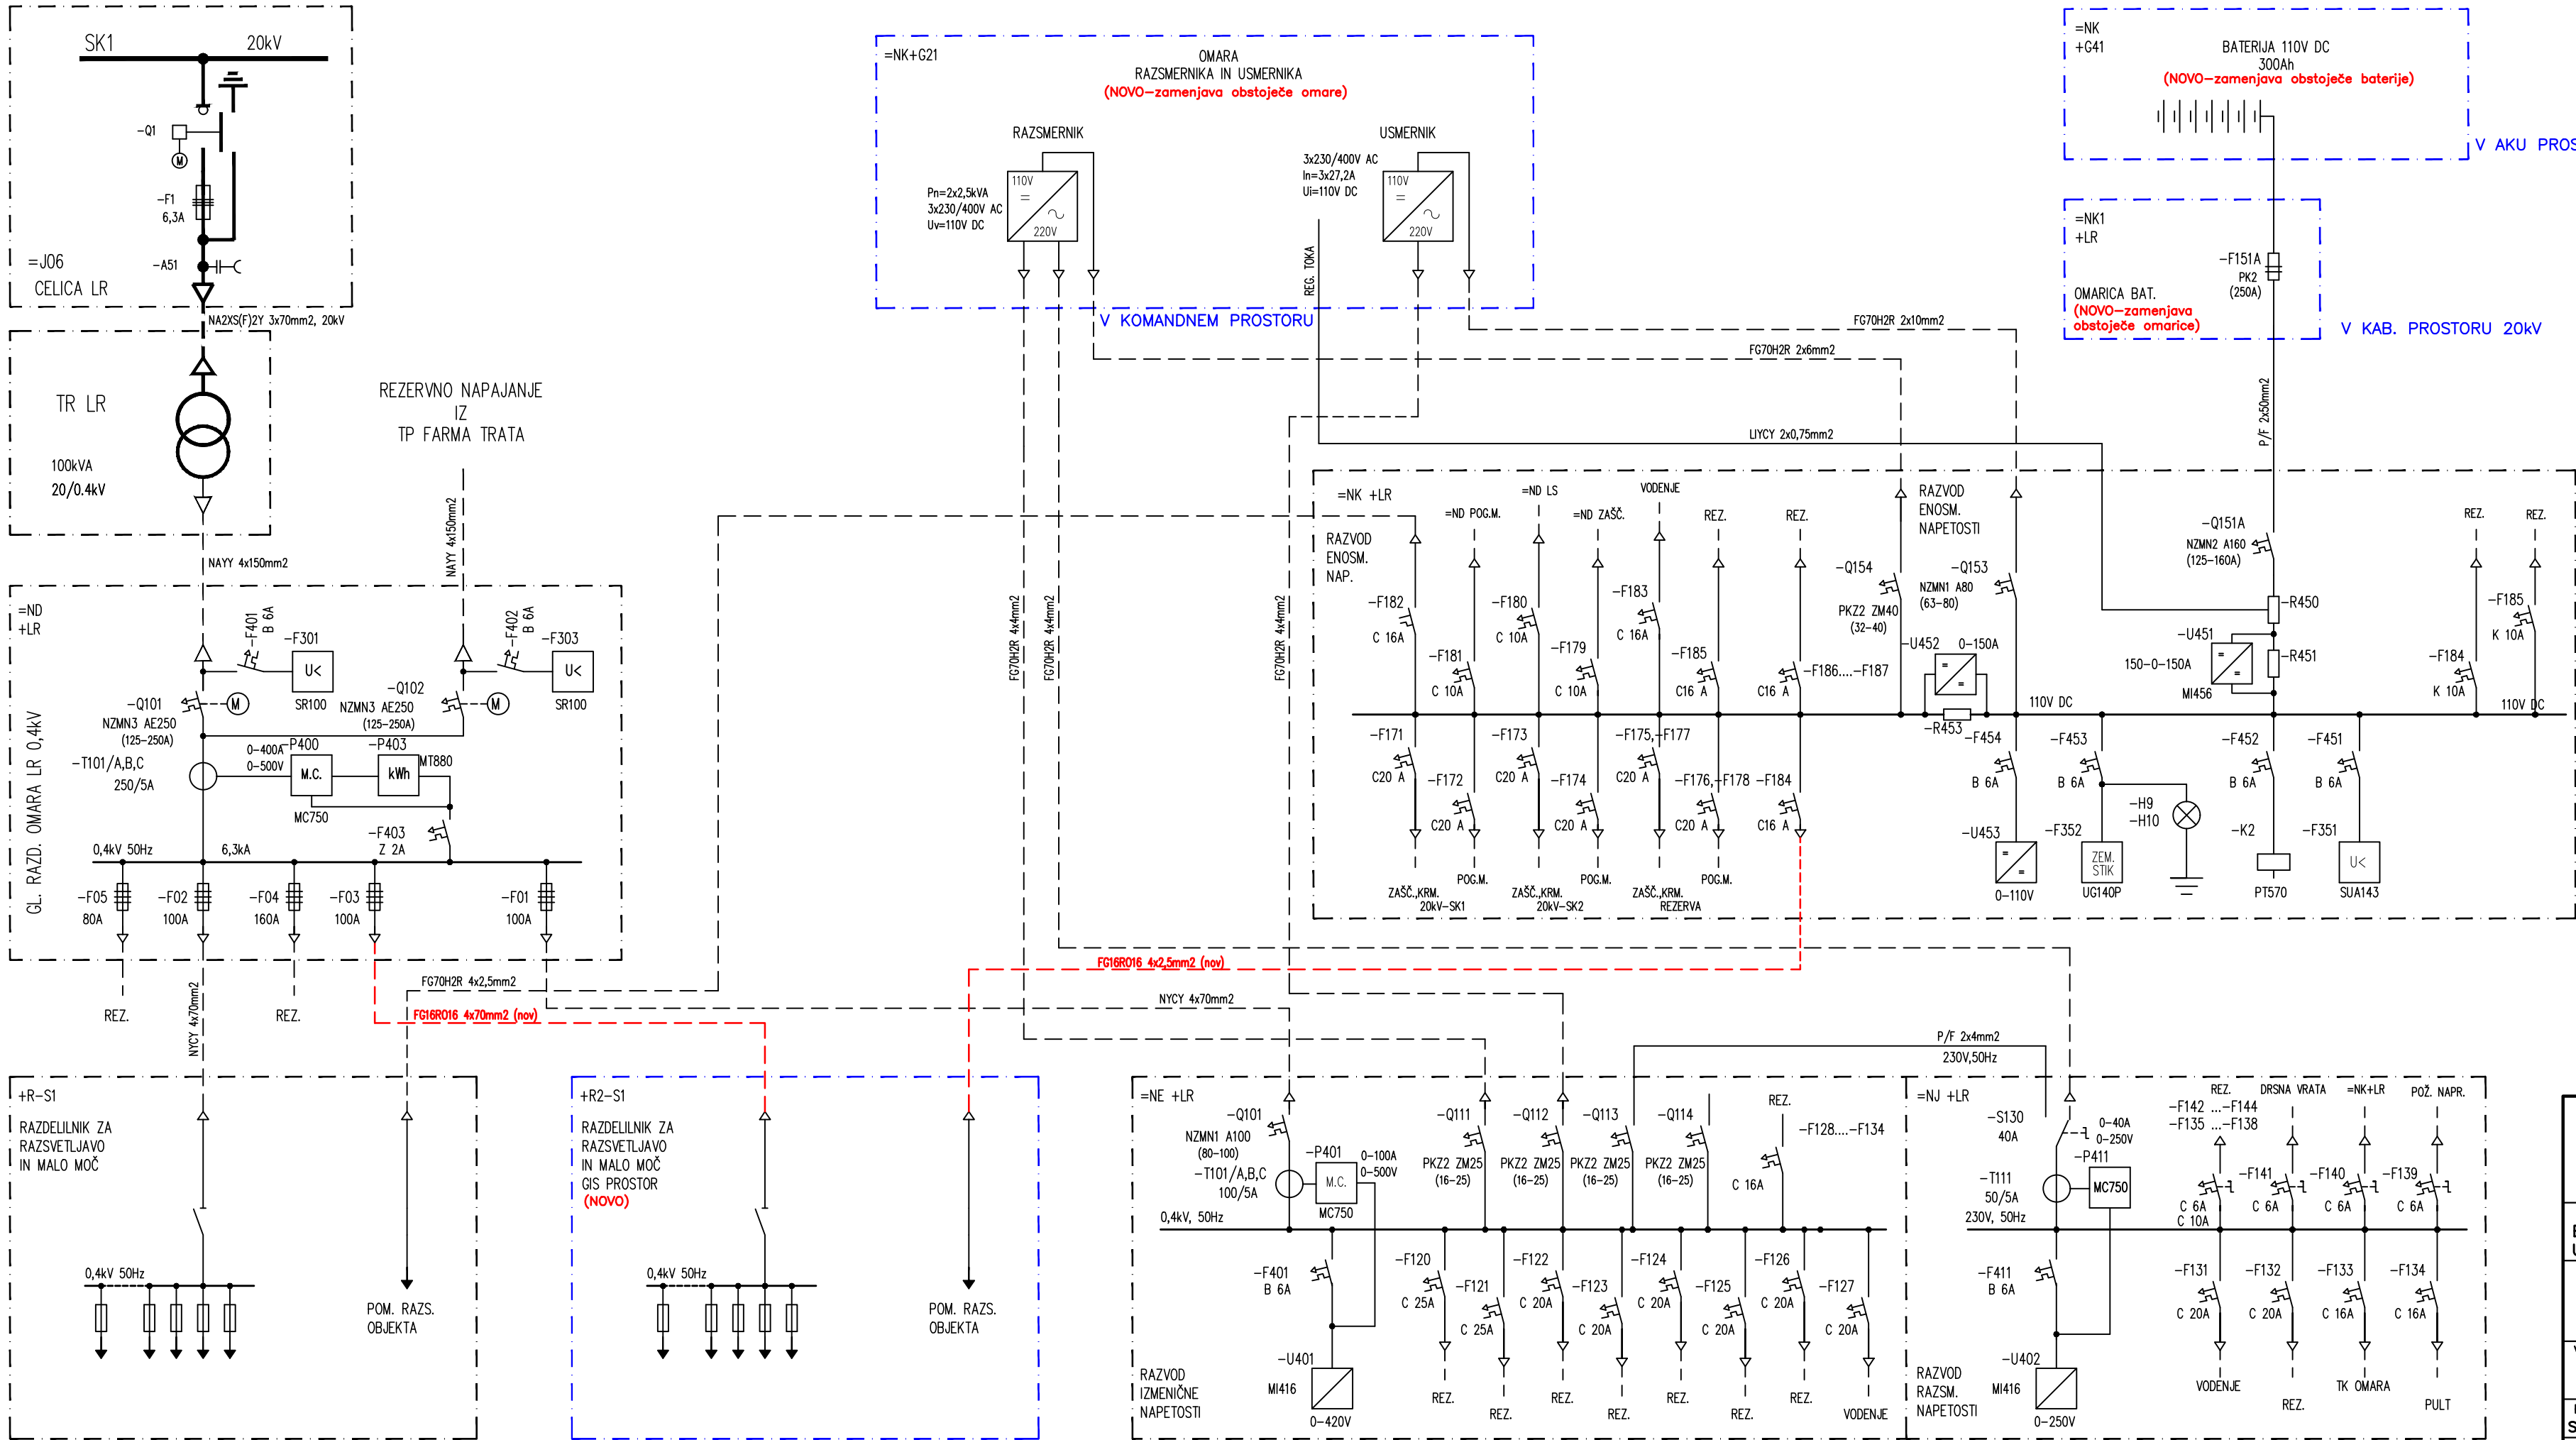 SK1 20kV
-Q1
M
-F1
6,3A
-A51
=J06
CELICA LR
NA2XS(F)2Y 3x70mm2, 20kV
TR LR
100kVA
20/0.4kV
NAYY 4x150mm2
REZERVNO NAPAJANJE
IZ
TP FARMA TRATA
NAYY 4x150mm2
=ND
+LR
GL. RAZD. OMARA LR 0,4kV
-F401
B 6A
-F301
U<
SR100
-F402
B 6A
-F303
U<
SR100
-Q101
NZMN3 AE250
(125-250A)
M
-Q102
NZMN3 AE250
(125-250A)
M
-T101/A,B,C
250/5A
0-400A
0-500V
-P400
M.C.
MC750
-P403
kWh
MT880
-F403
Z 2A
0,4kV 50Hz 6,3kA
-F05
80A
-F02
100A
-F04
160A
-F03
100A
-F01
100A
REZ.
REZ.
NYCY 4x70mm2
FG70H2R 4x2,5mm2
FG16RO16 4x70mm2 (nov)
NYCY 4x70mm2
FG16RO16 4x2,5mm2 (nov)
+R-S1
RAZDELILNIK ZA
RAZSVETLJAVO
IN MALO MOČ
0,4kV 50Hz
POM. RAZS.
OBJEKTA
+R2-S1
RAZDELILNIK ZA
RAZSVETLJAVO
IN MALO MOČ
GIS PROSTOR
(NOVO)
0,4kV 50Hz
POM. RAZS.
OBJEKTA
=NK+G21
OMARA
RAZSMERNIKA IN USMERNIKA
(NOVO-zamenjava obstoječe omare)
RAZSMERNIK
Pn=2x2,5kVA
3x230/400V AC
Uv=110V DC
110V
220V
USMERNIK
3x230/400V AC
In=3x27,2A
Ui=110V DC
110V
220V
REG. TOKA
V KOMANDNEM PROSTORU
FG70H2R 4x4mm2
FG70H2R 4x4mm2
FG70H2R 4x4mm2
FG70H2R 2x10mm2
FG70H2R 2x6mm2
LIYCY 2x0,75mm2
=NK
+G41
BATERIJA 110V DC
300Ah
(NOVO-zamenjava obstoječe baterije)
V AKU PROS
=NK1
+LR
-F151A
PK2
(250A)
OMARICA BAT.
(NOVO-zamenjava
obstoječe omarice)
V KAB. PROSTORU 20kV
P/F 2x50mm2
=NK +LR
RAZVOD
ENOSM.
NAP.
=ND POG.M.
=ND LS
=ND ZAŠČ.
VODENJE
REZ.
REZ.
RAZVOD
ENOSM.
NAPETOSTI
-F182
C 16A
-F181
C 10A
-F180
C 10A
-F179
C 10A
-F183
C 16A
-F185
C16 A
-F186....-F187
C16 A
-Q154
PKZ2 ZM40
(32-40)
-Q153
NZMN1 A80
(63-80)
-U452
0-150A
-R453
110V DC
-Q151A
NZMN2 A160
(125-160A)
-R450
-U451
150-0-150A
MI456
-R451
REZ.
-F184
K 10A
REZ.
-F185
K 10A
110V DC
-F171
C20 A
-F172
C20 A
-F173
C20 A
-F174
C20 A
-F175,-F177
C20 A
-F176,-F178
C20 A
-F184
C16 A
ZAŠČ.,KRM.
20kV-SK1
POG.M.
ZAŠČ.,KRM.
20kV-SK2
POG.M.
ZAŠČ.,KRM.
REZERVA
POG.M.
-F454
B 6A
-U453
0-110V
-F453
B 6A
-F352
ZEM.
STIK
UG140P
-H9
-H10
-F452
B 6A
-K2
PT570
-F451
B 6A
-F351
U<
SUA143
P/F 2x4mm2
230V,50Hz
=NE +LR
-Q101
NZMN1 A100
(80-100)
-T101/A,B,C
100/5A
-P401
M.C.
MC750
0-100A
0-500V
-Q111
PKZ2 ZM25
(16-25)
-Q112
PKZ2 ZM25
(16-25)
-Q113
PKZ2 ZM25
(16-25)
-Q114
PKZ2 ZM25
(16-25)
REZ.
-F128....-F134
C 16A
0,4kV, 50Hz
-F401
B 6A
-U401
MI416
0-420V
-F120
C 25A
REZ.
-F121
C 25A
REZ.
-F122
C 20A
REZ.
-F123
C 20A
REZ.
-F124
C 20A
REZ.
-F125
C 20A
REZ.
-F126
C 20A
REZ.
-F127
C 20A
VODENJE
RAZVOD
IZMENIČNE
NAPETOSTI
=NJ +LR
-S130
40A
0-40A
0-250V
-P411
MC750
-T111
50/5A
230V, 50Hz
REZ.
-F142 ...-F144
-F135 ...-F138
C 6A
C 10A
DRSNA VRATA
-F141
C 6A
=NK+LR
-F140
C 6A
POŽ. NAPR.
-F139
C 6A
-F411
B 6A
-U402
MI416
0-250V
-F131
C 20A
VODENJE
-F132
C 20A
REZ.
-F133
C 16A
TK OMARA
-F134
C 16A
PULT
RAZVOD
RAZSM.
NAPETOSTI